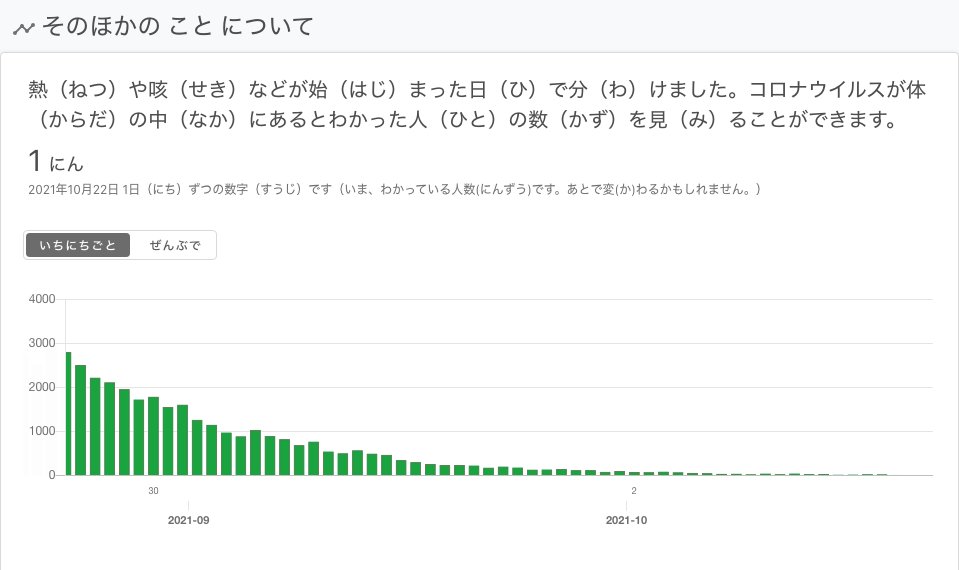 そのほかの こと について
熱（ねつ）や咳（せき）などが始（はじ）まった日（ひ）で分（わ）けました。コロナウイルスが体
（からだ）の中（なか）にあるとわかった人（ひと）の数（かず）を見（み）ることができます。
1 にん
2021年10月22日 1日（にち）ずつの数字（すうじ）です（いま、わかっている人数(にんずう)です。あとで変(か)わるかもしれません。）
いちにちごと ぜんぶで
4000
3000
2000
1000
0
30 2
2021-09 2021-10